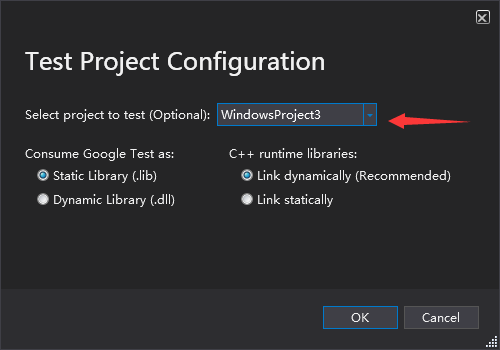 Test Project Configuration
Select project to test (Optional): WindowsProject3
Consume Google Test as: C++ runtime libraries:
Static Library (.lib) Link dynamically (Recommended)
Dynamic Library (.dll) Link statically
OK Cancel